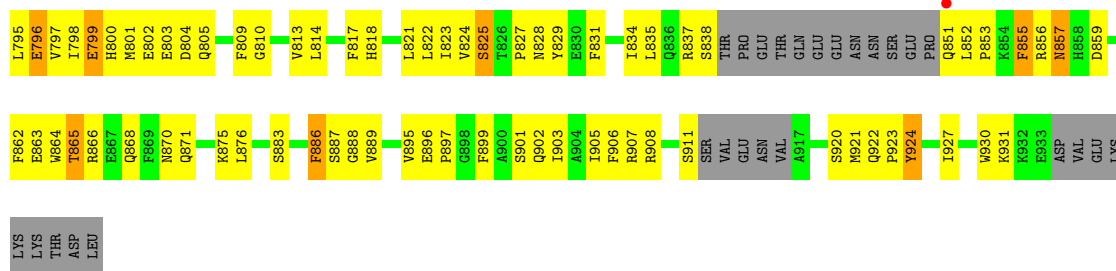 L795 E796 V797 I798 E799 H800 M801 E802 E803 D804 Q805 F809 G810 V813 L814 F817 H818 L821 L822 I823 V824 S825 T826 P827 N828 Y829 E830 F831 I834 L835 Q836 R837 S838 THR PRO GLU THR GLN GLU GLU ASN ASN SER GLU PRO Q851 L852 P853 K854 F855 R856 N857 H858 D859
F862 E863 W864 T865 R866 E867 Q868 F869 N870 Q871 K875 L876 S883 F886 S887 G888 V889 V895 E896 P897 G898 F899 A900 S901 Q902 I903 A904 I905 F906 R907 R908 S911 SER VAL GLU ASN VAL A917 S920 M921 Q922 P923 Y924 I927 W930 K931 K932 E933 ASP VAL GLU LYS
LYS LYS THR ASP LEU